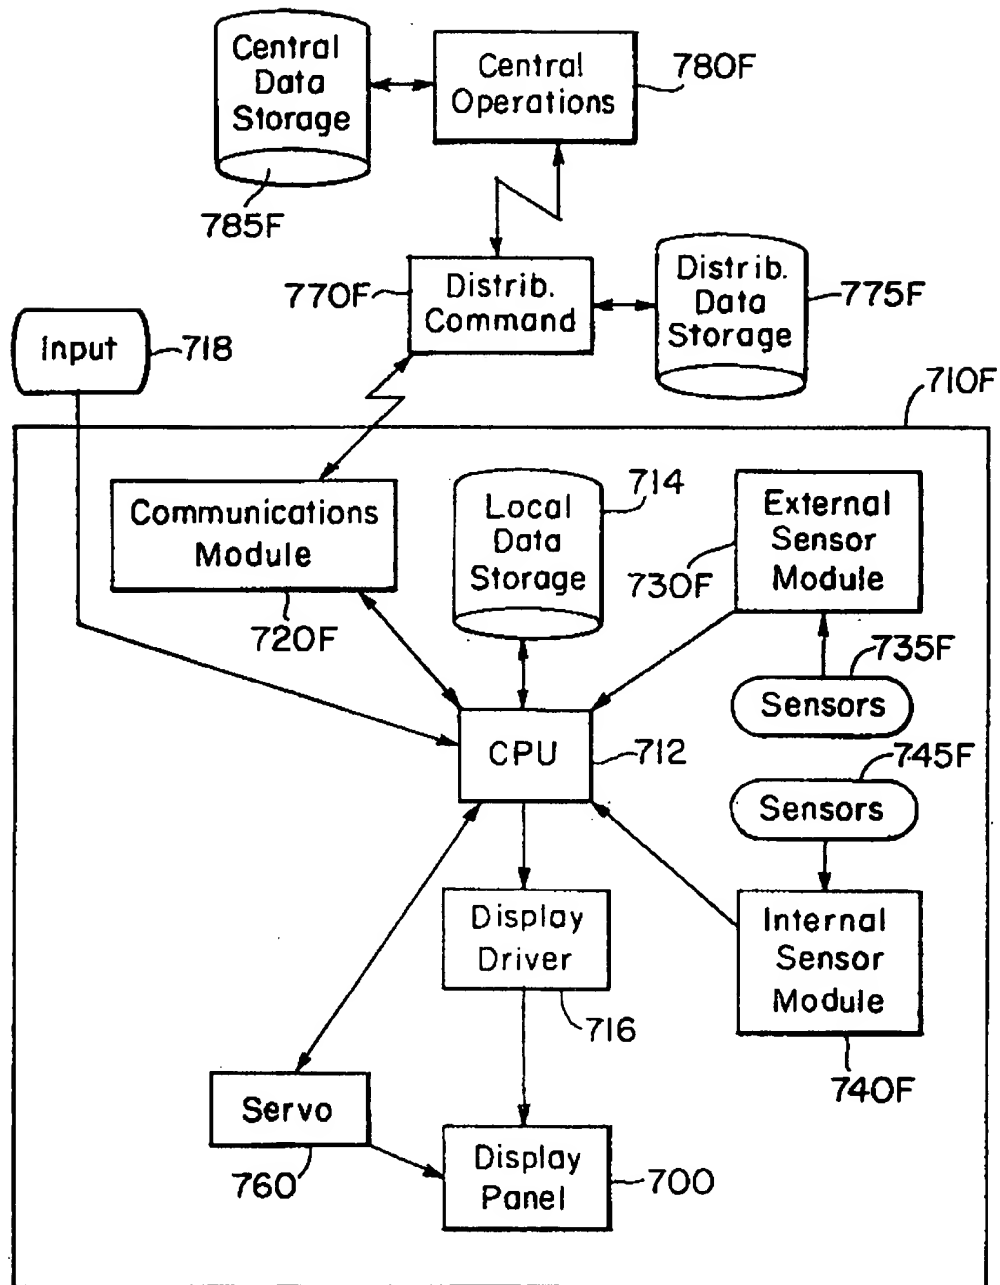 Central
Data
Storage
785F
Central
Operations
780F
770F
Distrib.
Command
Distrib.
Data
Storage
775F
Input
718
710F
Communications
Module
720F
Local
Data
Storage
714
External
Sensor
Module
730F
735F
Sensors
CPU
712
745F
Sensors
Display
Driver
716
Internal
Sensor
Module
740F
Servo
760
Display
Panel
700